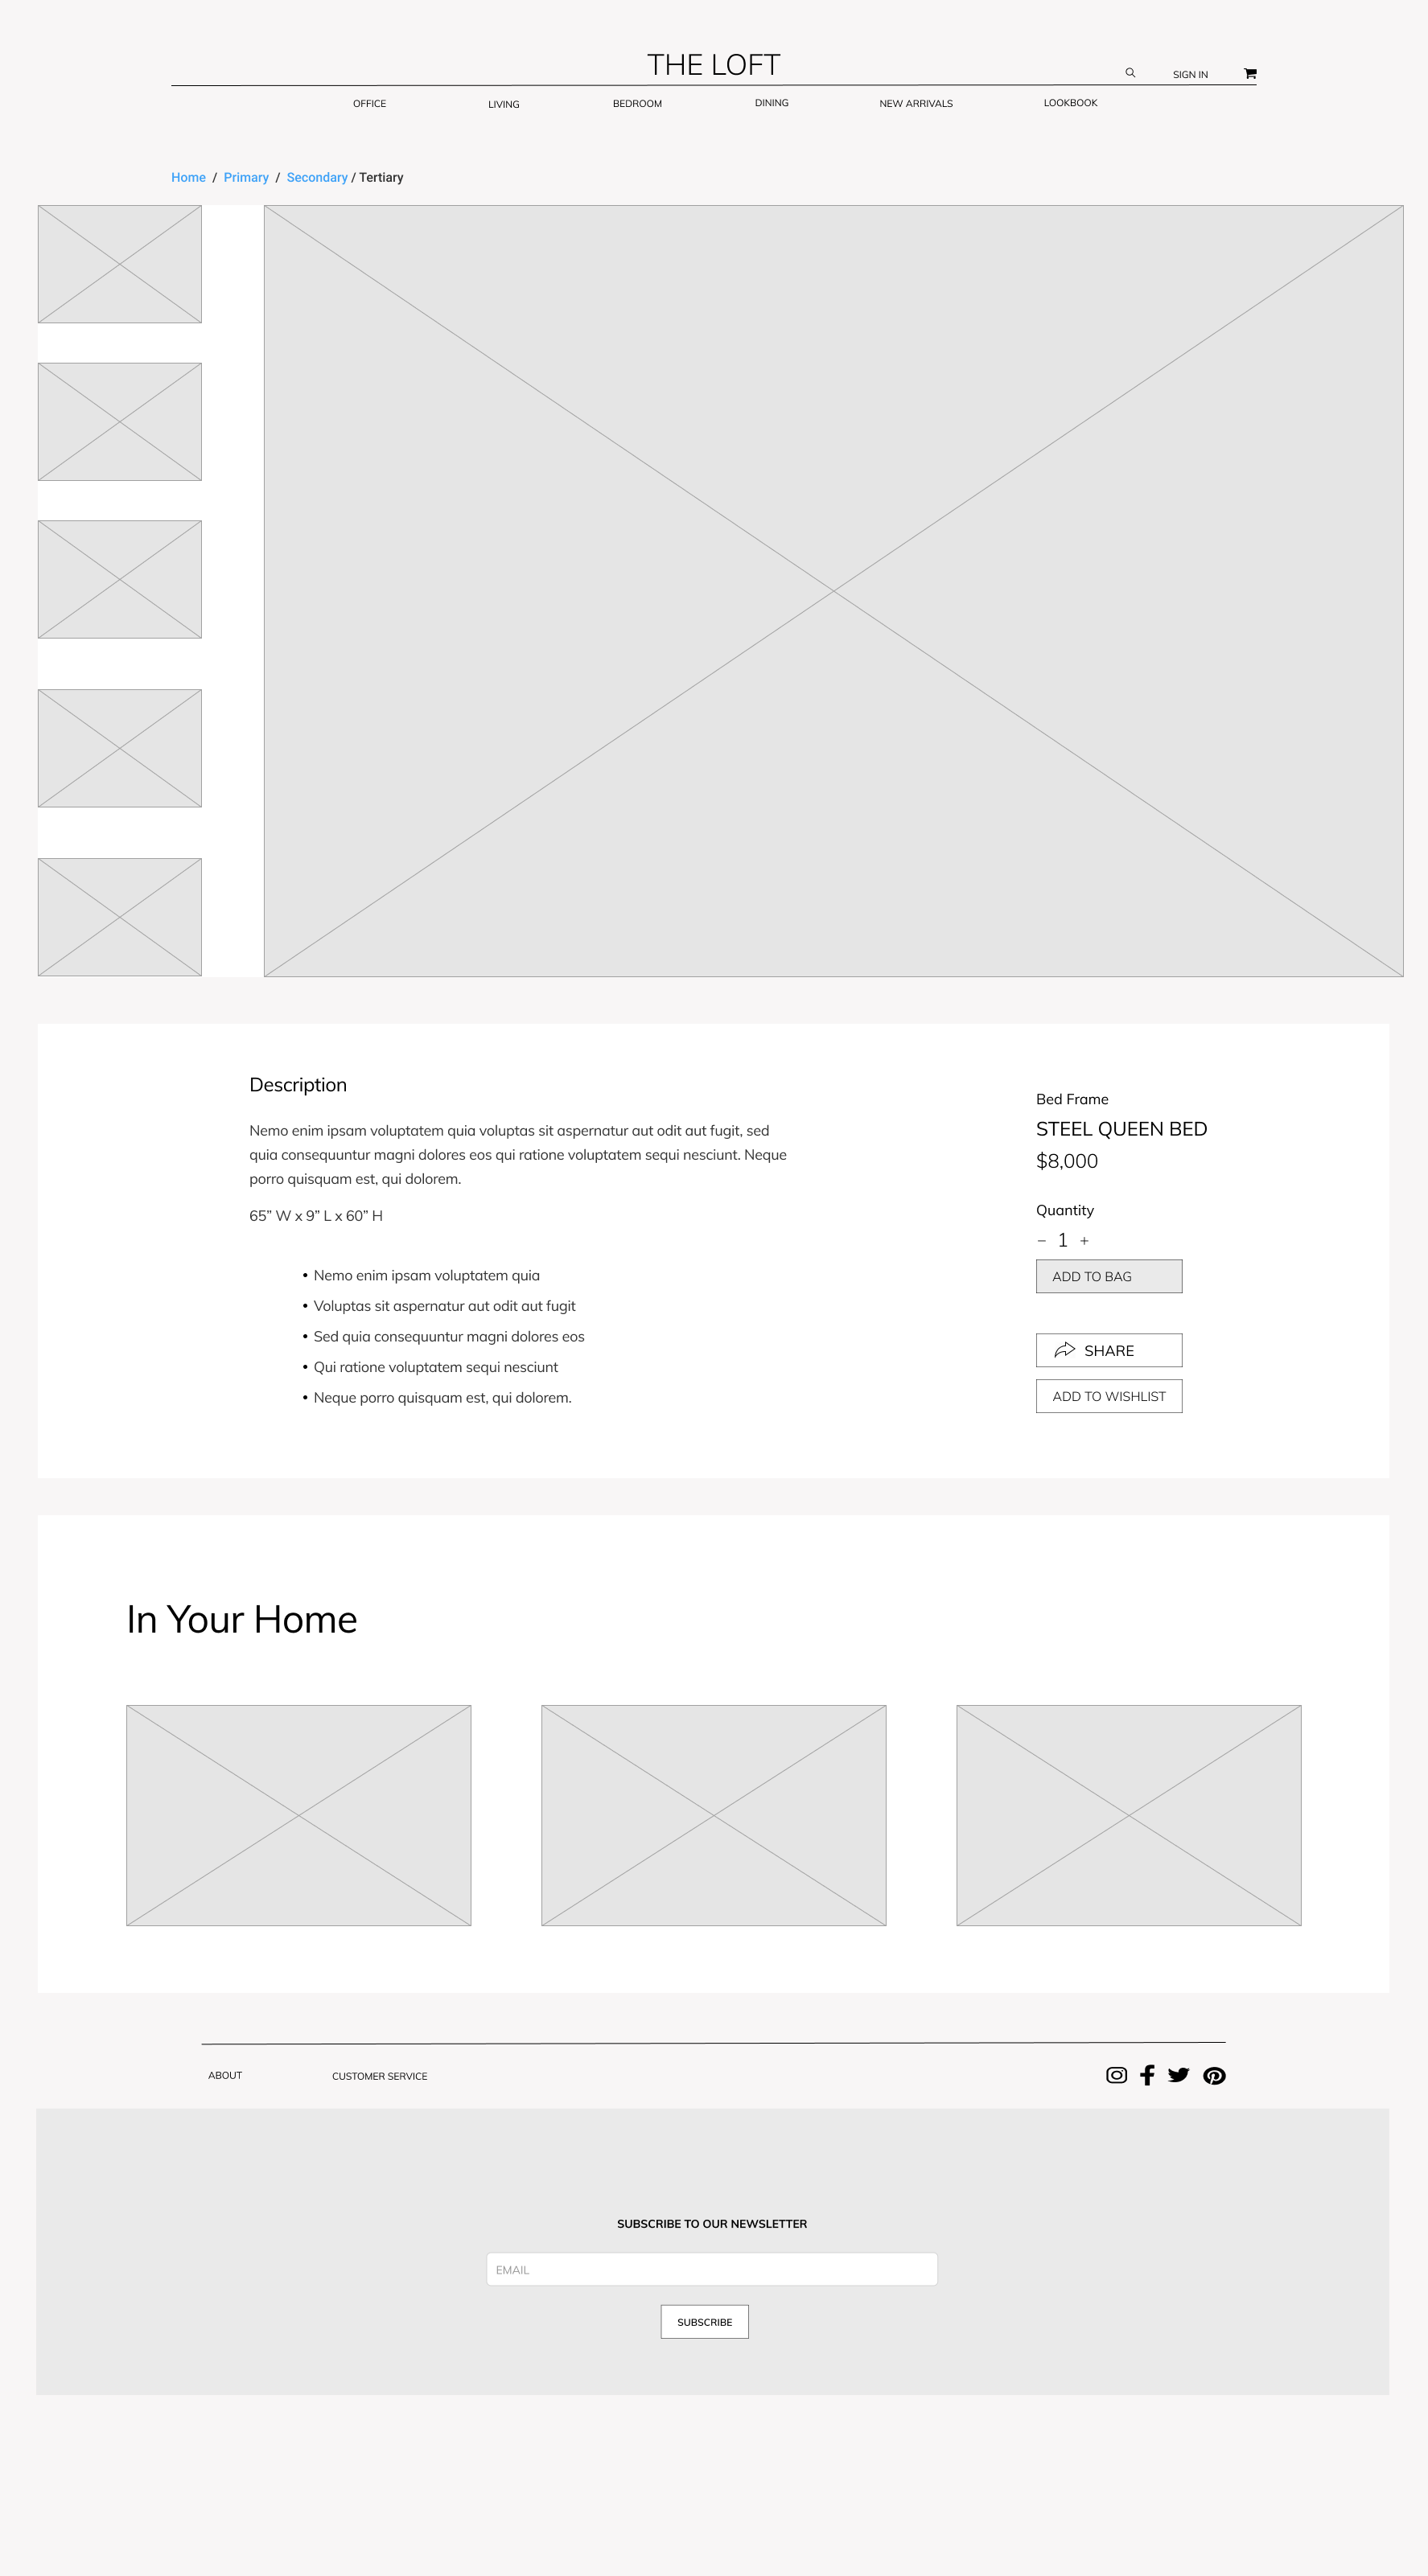 THE LOFT
SIGN IN
OFFICE LIVING BEDROOM DINING NEW ARRIVALS LOOKBOOK
Home / Primary / Secondary / Tertiary
Description
Nemo enim ipsam voluptatem quia voluptas sit aspernatur aut odit aut fugit, sed
quia consequuntur magni dolores eos qui ratione voluptatem sequi nesciunt. Neque
porro quisquam est, qui dolorem.
65” W x 9” L x 60” H
• Nemo enim ipsam voluptatem quia
• Voluptas sit aspernatur aut odit aut fugit
• Sed quia consequuntur magni dolores eos
• Qui ratione voluptatem sequi nesciunt
• Neque porro quisquam est, qui dolorem.
Bed Frame
STEEL QUEEN BED
$8,000
Quantity
− 1 +
ADD TO BAG
SHARE
ADD TO WISHLIST
In Your Home
ABOUT CUSTOMER SERVICE
SUBSCRIBE TO OUR NEWSLETTER
EMAIL
SUBSCRIBE